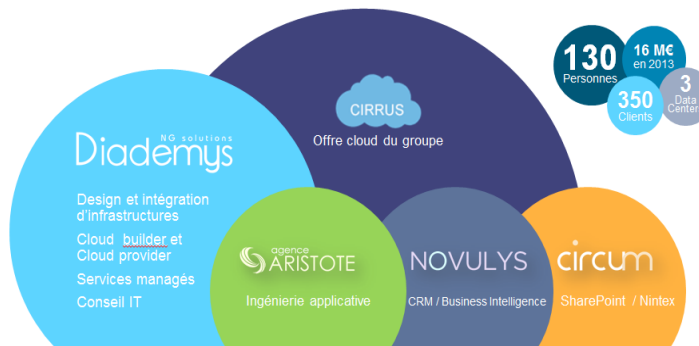 NG solutions
Diademys
Design et intégration
d'infrastructures
Cloud builder et
Cloud provider
Services managés
Conseil IT
CIRRUS
Offre cloud du groupe
agence
ARISTOTE
Ingénierie applicative
NOVULYS
CRM / Business Intelligence
circum
SharePoint / Nintex
130
Personnes
16 M€
en 2013
350
Clients
3
Data
Center